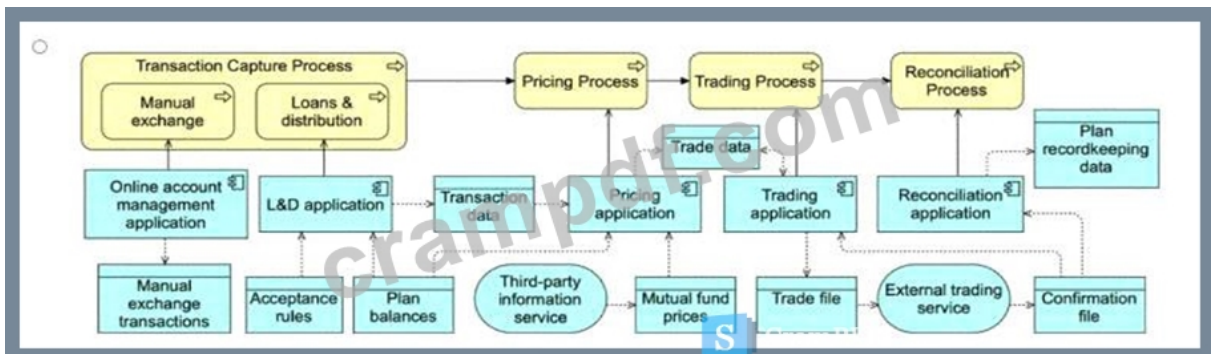 Transaction Capture Process
Manual
exchange
Loans &
distribution
Pricing Process
Trading Process
Reconciliation
Process
Online account
management
application
L&D application
Transaction
data
Pricing
application
Trade data
Trading
application
Reconciliation
application
Plan
recordkeeping
data
Manual
exchange
transactions
Acceptance
rules
Plan
balances
Third-party
information
service
Mutual fund
prices
Trade file
External trading
service
Confirmation
file
crampdf.com
S